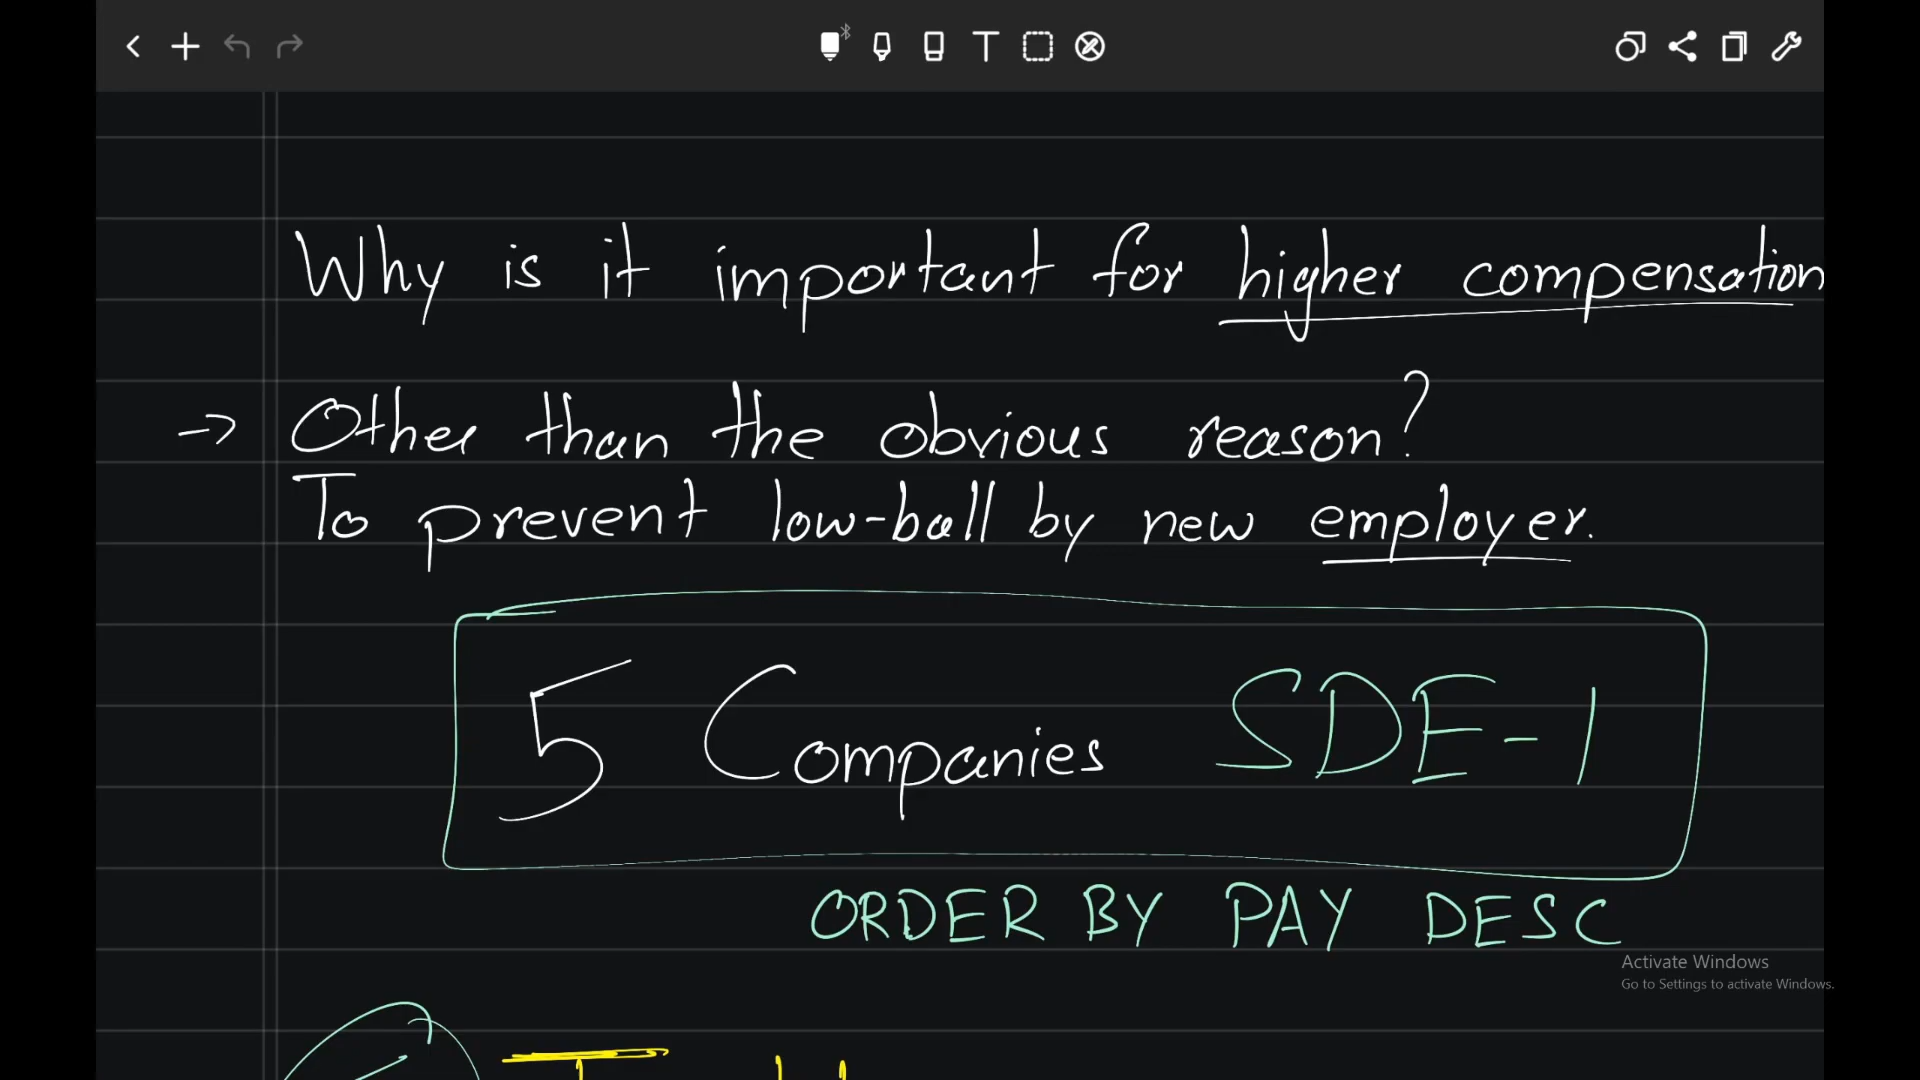 Why is it important for higher compensation
→ Other than the obvious reason?
To prevent low-ball by new employer.
5 Companies SDE-1
ORDER BY PAY DESC
Activate Windows
Go to Settings to activate Windows.